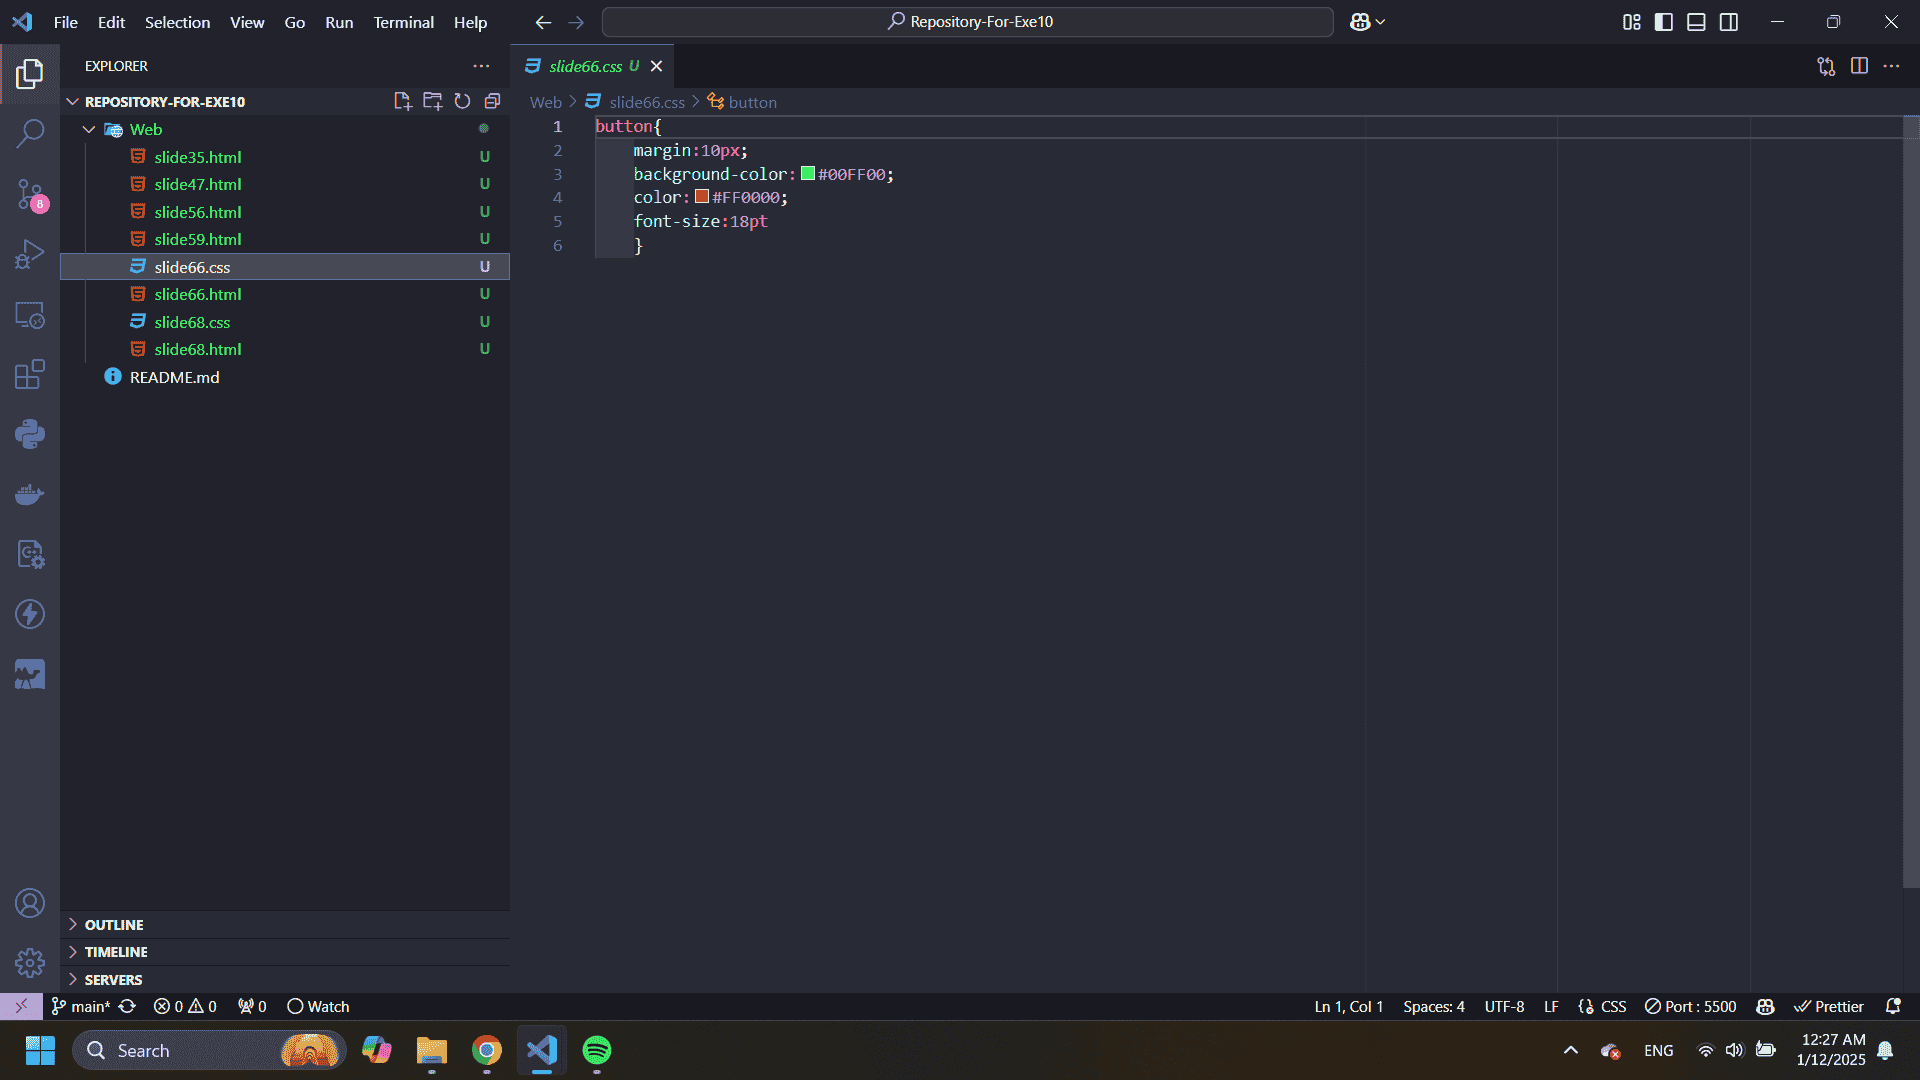 File Edit Selection View Go Run Terminal Help
Repository-For-Exe10
EXPLORER
slide66.css U
REPOSITORY-FOR-EXE10
Web > slide66.css > button
Web
slide35.html U
slide47.html U
slide56.html U
slide59.html U
slide66.css U
slide66.html U
slide68.css U
slide68.html U
README.md
8
1 button{
2 margin:10px;
3 background-color: #00FF00;
4 color: #FF0000;
5 font-size:18pt
6 }
OUTLINE
TIMELINE
SERVERS
main* 0 0 0 Watch
Ln 1, Col 1 Spaces: 4 UTF-8 LF CSS Port : 5500 Prettier
Search
ENG
12:27 AM
1/12/2025